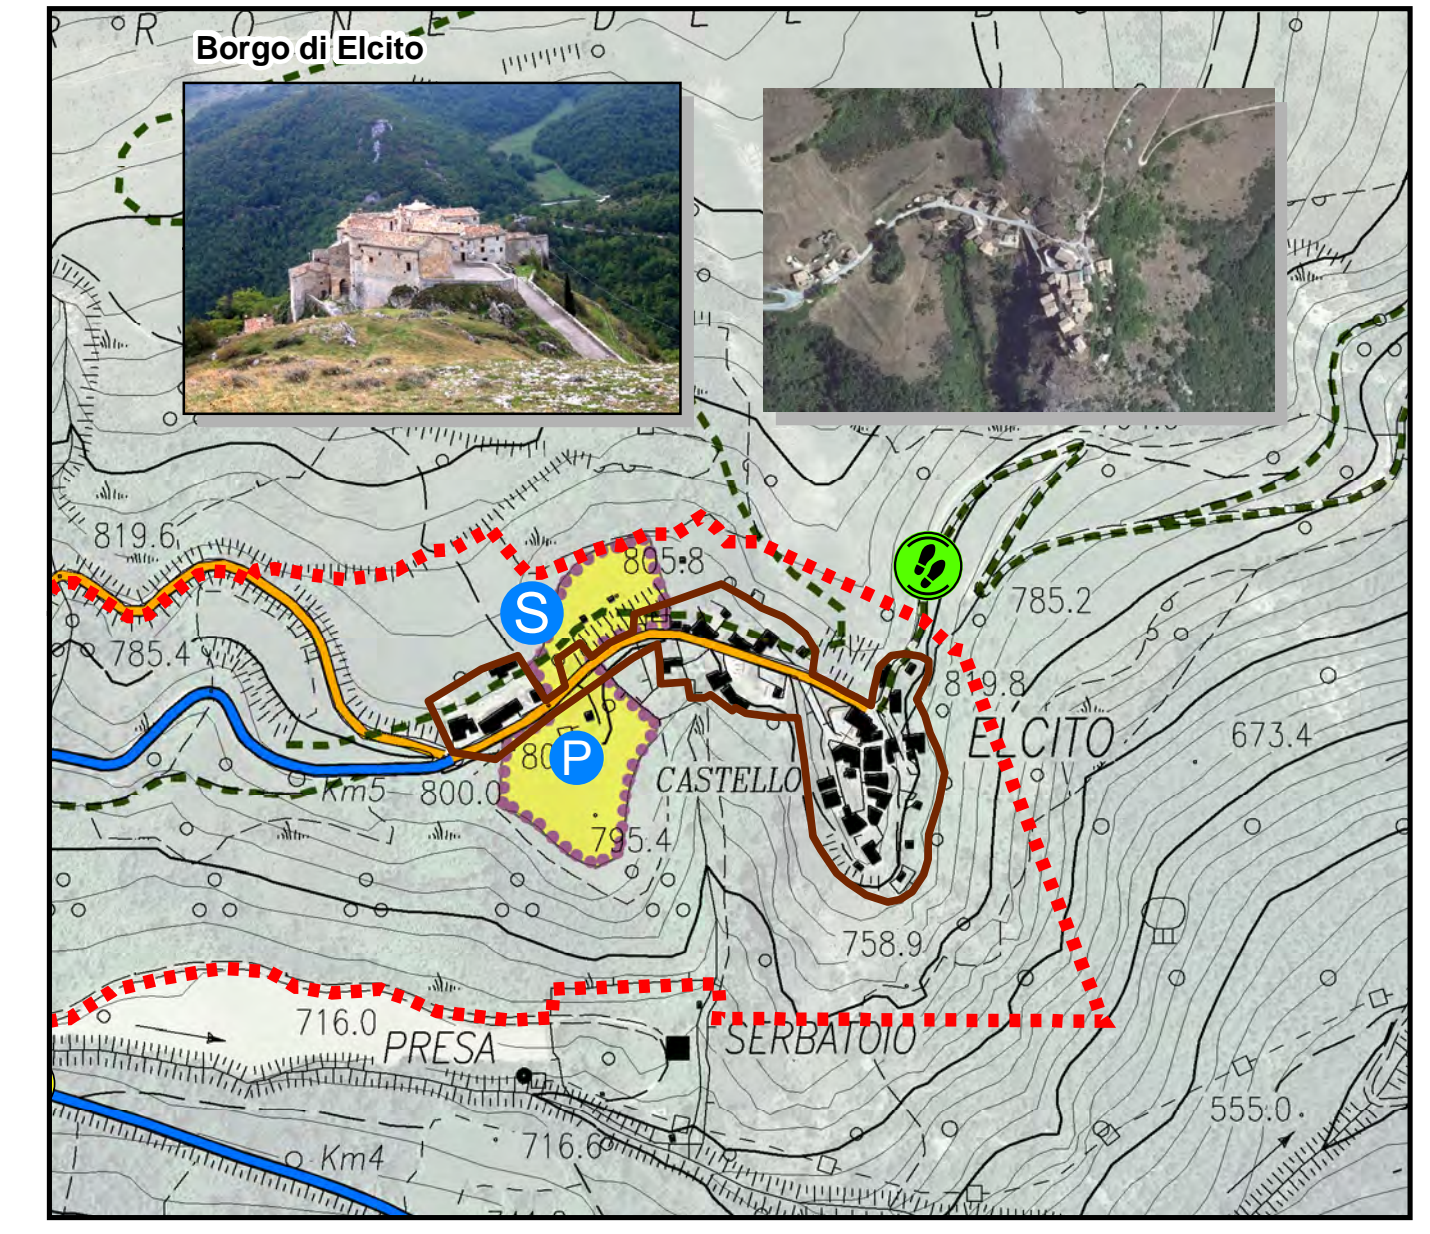 R R O N E D E L B
Borgo di Elcito
819.6
805.8
S
785.2
785.4
819.8
ELCITO
673.4
P
CASTELLO
Km5
800.0
795.4
758.9
716.0
PRESA
SERBATOIO
555.0
716.6
Km4